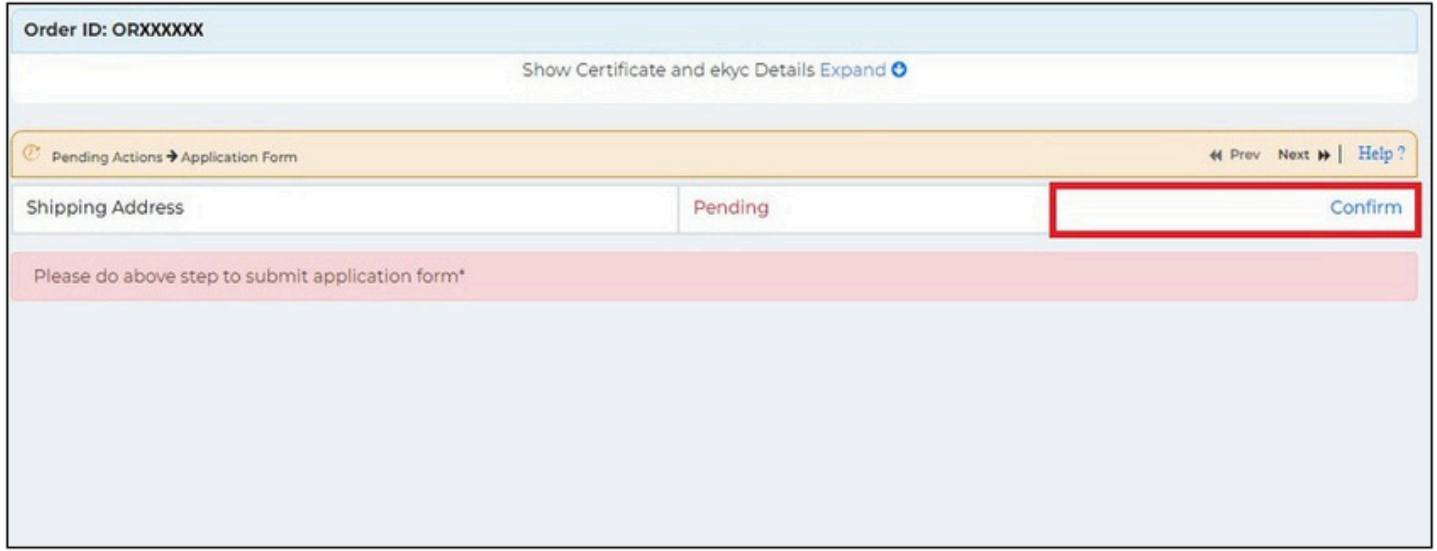 Order ID: ORXXXXXX
Show Certificate and ekyc Details Expand
Pending Actions ➔ Application Form Prev Next | Help ?
Shipping Address Pending Confirm
Please do above step to submit application form*